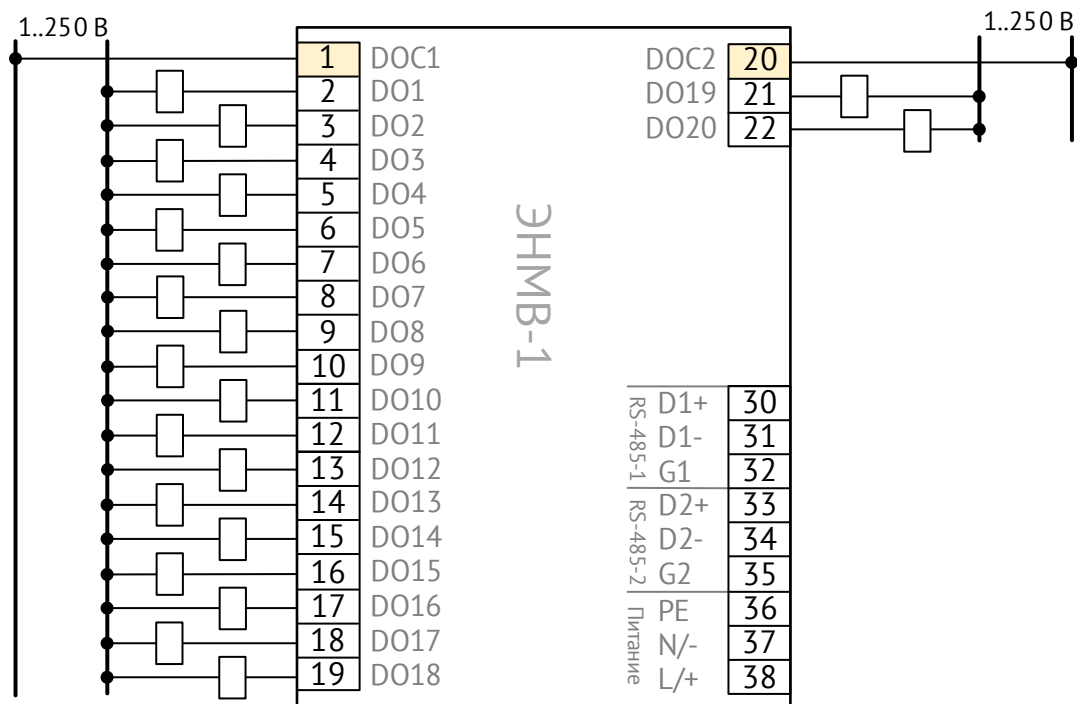 1..250 В
1 DOC1
2 DO1
3 DO2
4 DO3
5 DO4
6 DO5
7 DO6
8 DO7
9 DO8
10 DO9
11 DO10
12 DO11
13 DO12
14 DO13
15 DO14
16 DO15
17 DO16
18 DO17
19 DO18
ЭНМВ-1
1..250 В
DOC2 20
DO19 21
DO20 22
RS-485-1
D1+ 30
D1- 31
G1 32
RS-485-2
D2+ 33
D2- 34
G2 35
Питание
PE 36
N/- 37
L/+ 38